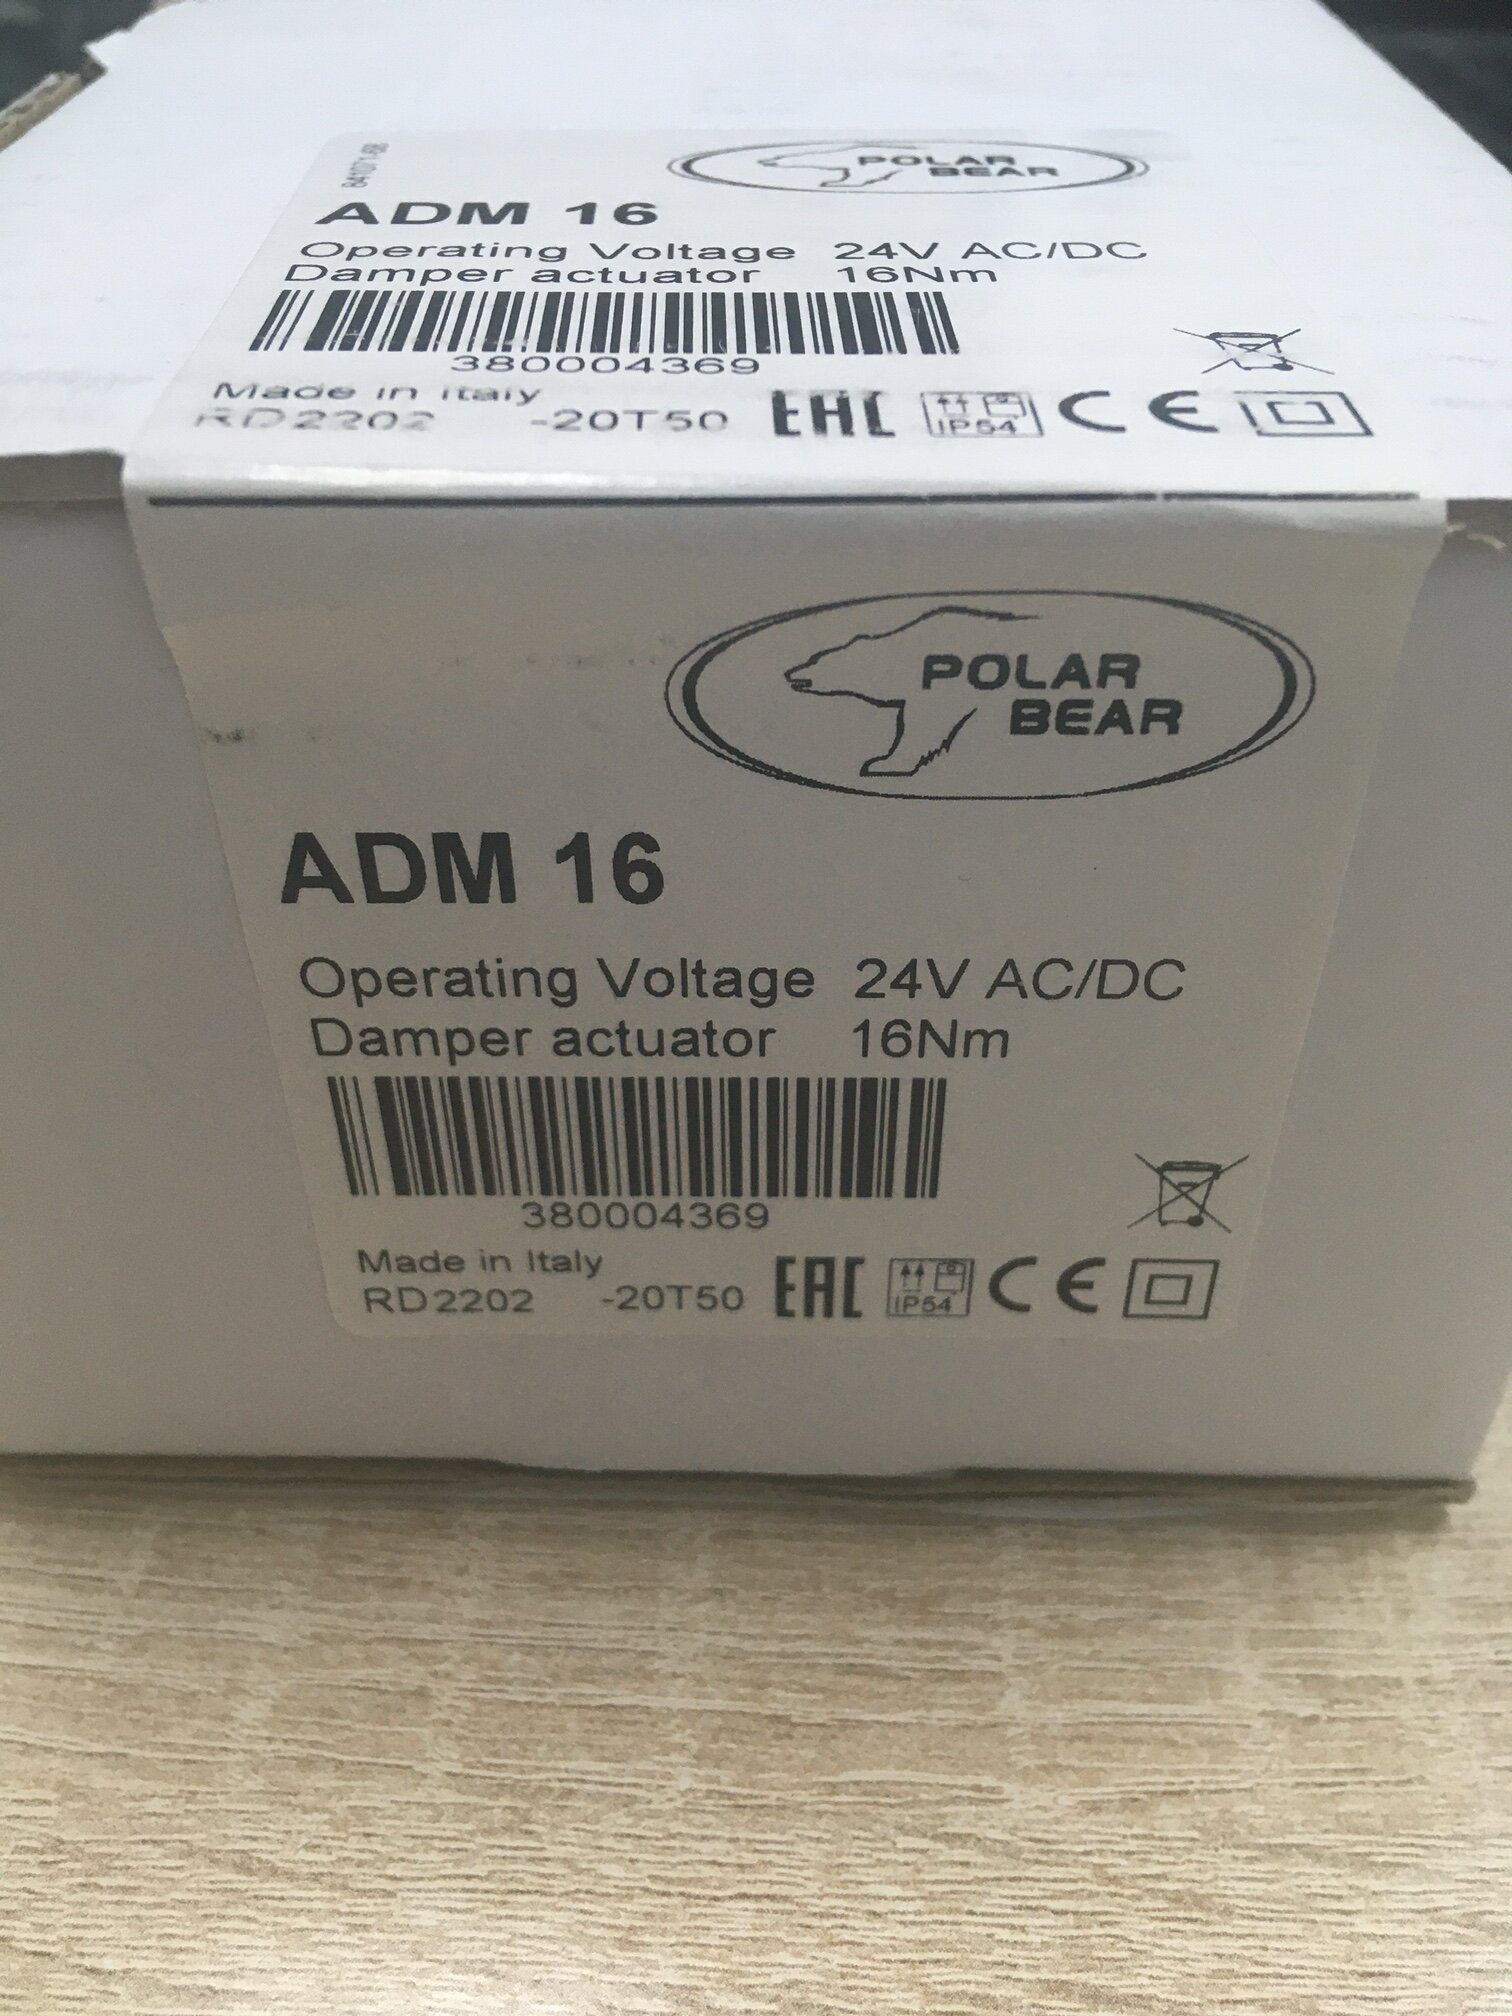 841071-68
POLAR
BEAR
ADM 16
Operating Voltage 24V AC/DC
Damper actuator 16Nm
380004369
Made in Italy
RD2202 -20T50 EAC IP54 CE
POLAR
BEAR
ADM 16
Operating Voltage 24V AC/DC
Damper actuator 16Nm
380004369
Made in Italy
RD2202 -20T50 EAC IP54 CE